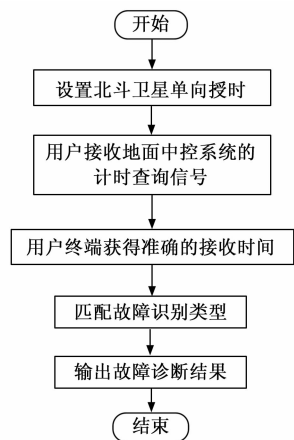 开始
设置北斗卫星单向授时
用户接收地面中控系统的
计时查询信号
用户终端获得准确的接收时间
匹配故障识别类型
输出故障诊断结果
结束